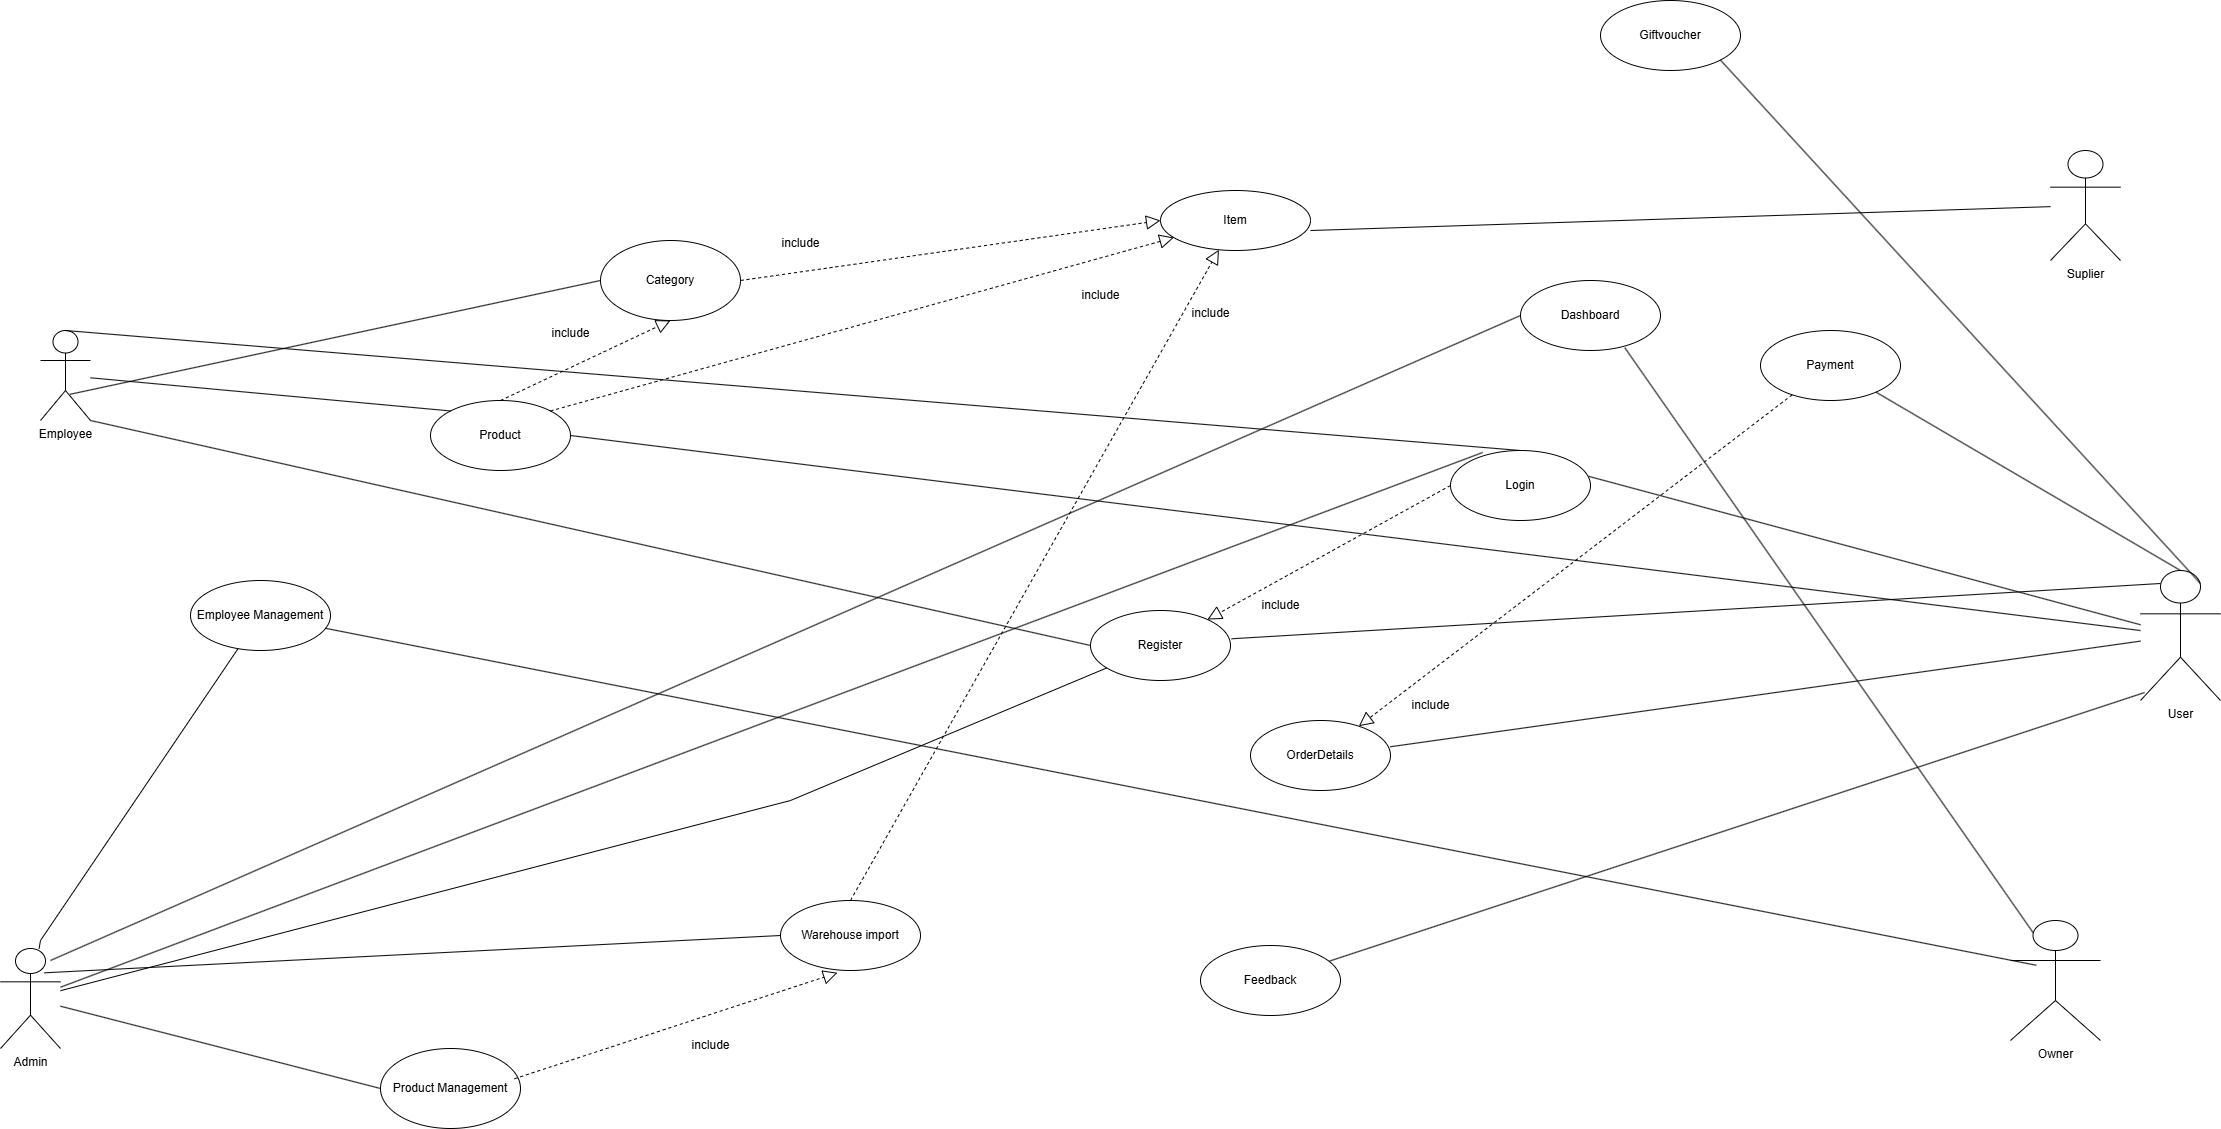 Giftvoucher
Item
include
Suplier
Category
include
include
Dashboard
include
include
Payment
Employee
Product
Login
include
Employee Management
Register
include
User
OrderDetails
Warehouse import
Feedback
include
Owner
Admin
Product Management